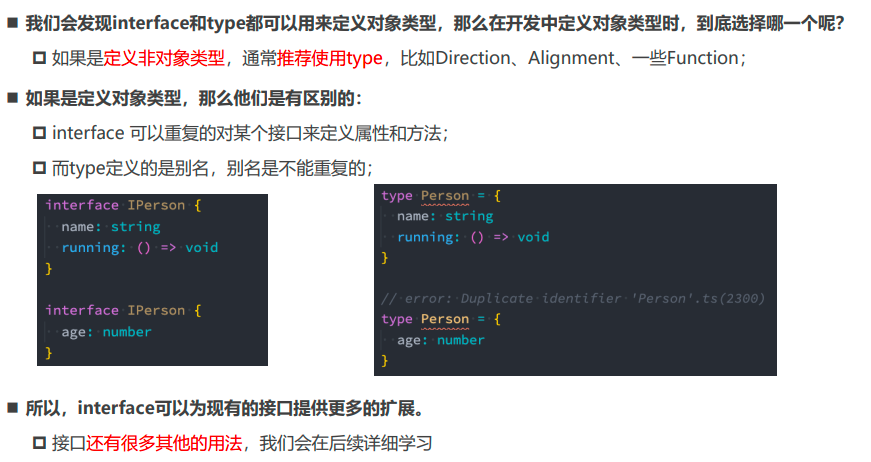 我们会发现interface和type都可以用来定义对象类型，那么在开发中定义对象类型时，到底选择哪一个呢？
如果是定义非对象类型，通常推荐使用type，比如Direction、Alignment、一些Function；
如果是定义对象类型，那么他们是有区别的：
interface 可以重复的对某个接口来定义属性和方法；
而type定义的是别名，别名是不能重复的；
interface IPerson {
name: string
running: () => void
}
interface IPerson {
age: number
}
type Person = {
name: string
running: () => void
}
// error: Duplicate identifier 'Person'.ts(2300)
type Person = {
age: number
}
所以，interface可以为现有的接口提供更多的扩展。
接口还有很多其他的用法，我们会在后续详细学习